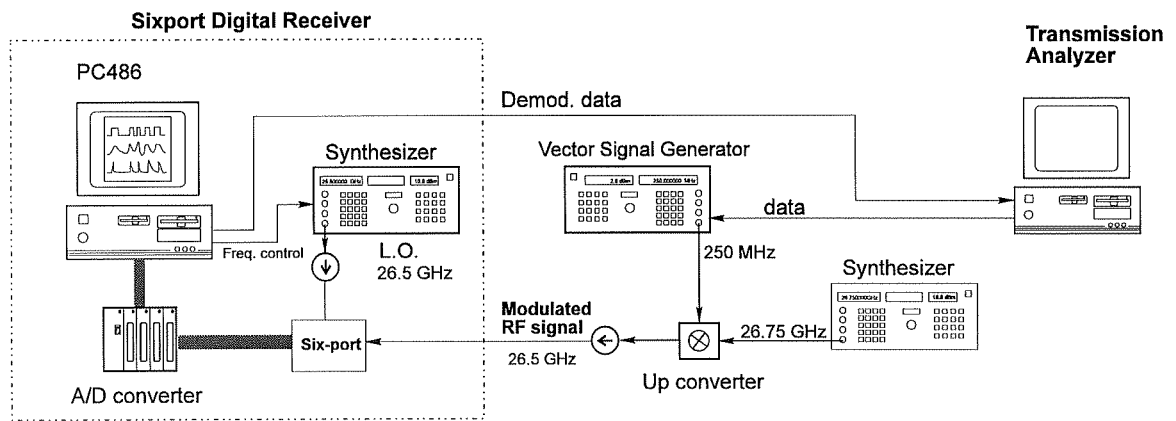 Sixport Digital Receiver
Transmission
Analyzer
PC486
Demod. data
Synthesizer
Vector Signal Generator
data
Freq. control
L.O.
26.5 GHz
250 MHz
Synthesizer
Modulated
RF signal
26.5 GHz
26.75 GHz
Six-port
Up converter
A/D converter